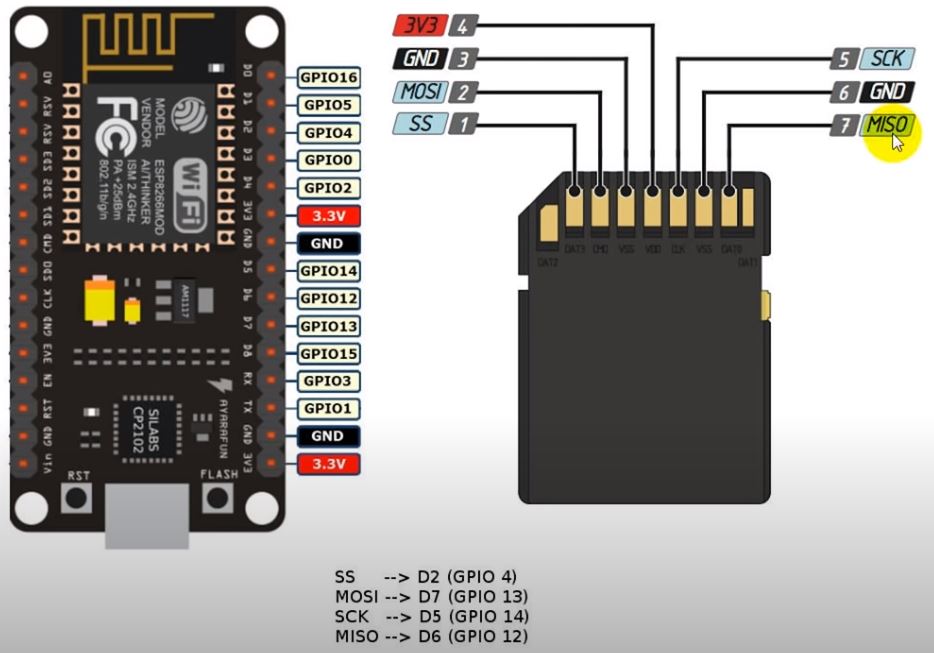 3V3 4
GND 3
MOSI 2
SS 1
5 SCK
6 GND
7 MISO
A0
RSV
RSV
SD3
SD2
SD1
CMD
SD0
CLK
GND
3V3
EN
RST
GND
Vin
D0
D1
D2
D3
D4
3V3
GND
D5
D6
D7
D8
RX
TX
GND
3V3
GPIO16
GPIO5
GPIO4
GPIO0
GPIO2
3.3V
GND
GPIO14
GPIO12
GPIO13
GPIO15
GPIO3
GPIO1
GND
3.3V
MODEL ESP8266MOD
VENDOR AI/THINKER
ISM 2.4GHz
PA +25dBm
802.11b/g/n
FC
Wi Fi
AM1117
SILABS
CP2102
AYARAFUN
RST
FLASH
DAT2
DAT3
CMD
VSS
VDD
CLK
VSS
DAT0
DAT1
SS --> D2 (GPIO 4)
MOSI --> D7 (GPIO 13)
SCK --> D5 (GPIO 14)
MISO --> D6 (GPIO 12)